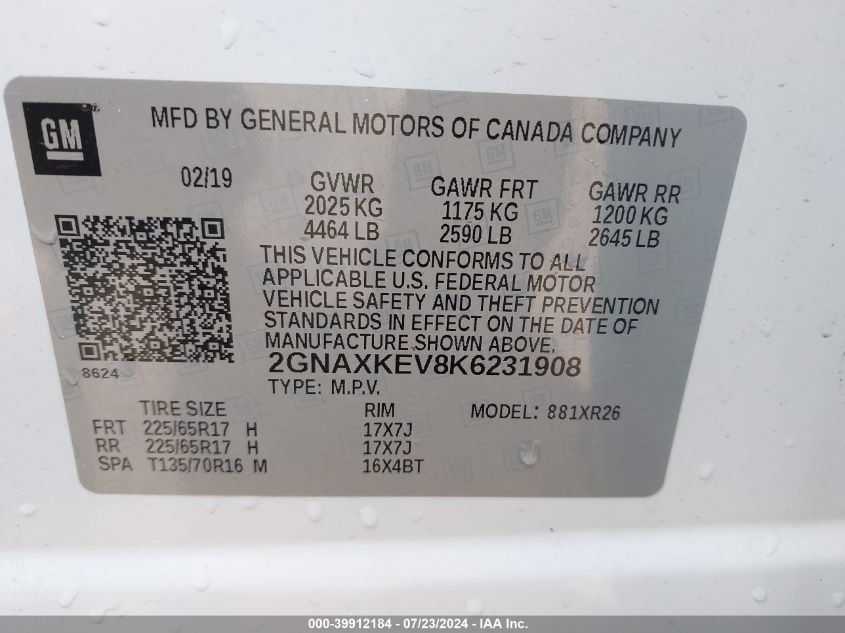 GM
MFD BY GENERAL MOTORS OF CANADA COMPANY
02/19
GVWR GAWR FRT GAWR RR
2025 KG 1175 KG 1200 KG
4464 LB 2590 LB 2645 LB
THIS VEHICLE CONFORMS TO ALL
APPLICABLE U.S. FEDERAL MOTOR
VEHICLE SAFETY AND THEFT PREVENTION
STANDARDS IN EFFECT ON THE DATE OF
MANUFACTURE SHOWN ABOVE.
8624
2GNAXKEV8K6231908
TYPE: M.P.V.
TIRE SIZE RIM MODEL: 881XR26
FRT 225/65R17 H 17X7J
RR 225/65R17 H 17X7J
SPA T135/70R16 M 16X4BT
000-39912184 - 07/23/2024 - IAA Inc.